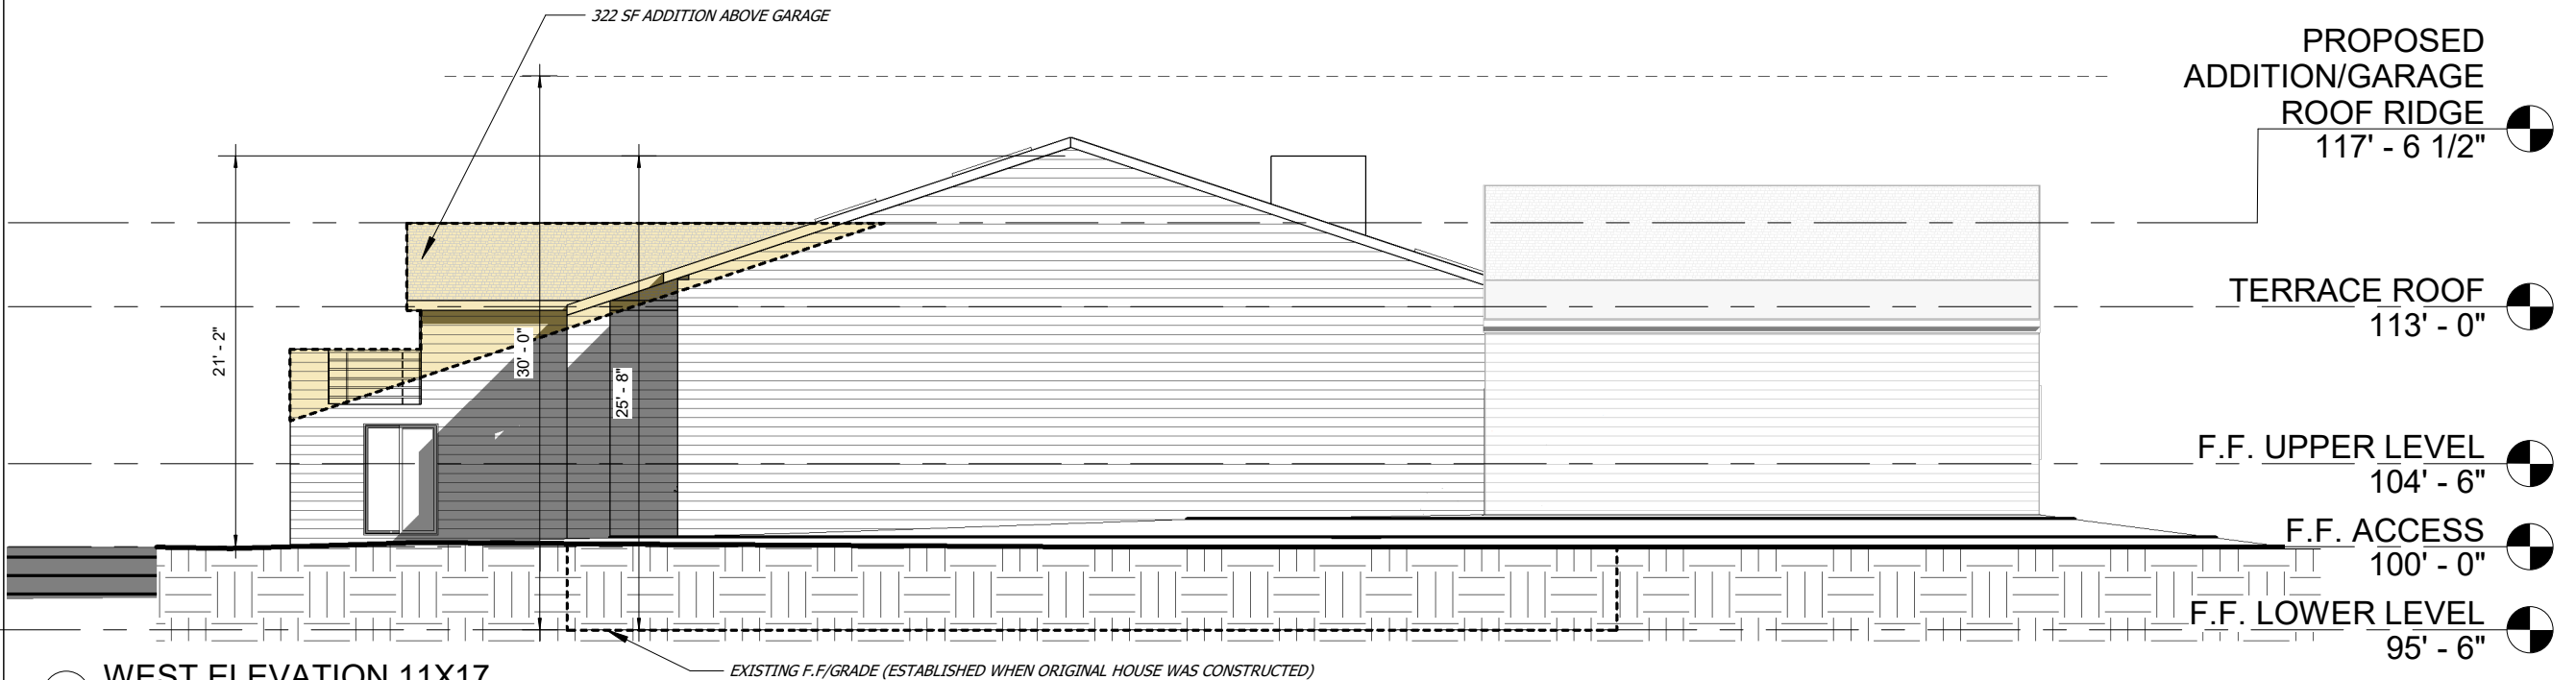 322 SF ADDITION ABOVE GARAGE
PROPOSED
ADDITION/GARAGE
ROOF RIDGE
117' - 6 1/2"
TERRACE ROOF
113' - 0"
21' - 2"
30' - 0"
25' - 8"
F.F. UPPER LEVEL
104' - 6"
F.F. ACCESS
100' - 0"
F.F. LOWER LEVEL
95' - 6"
EXISTING F.F/GRADE (ESTABLISHED WHEN ORIGINAL HOUSE WAS CONSTRUCTED)
WEST ELEVATION 11X17